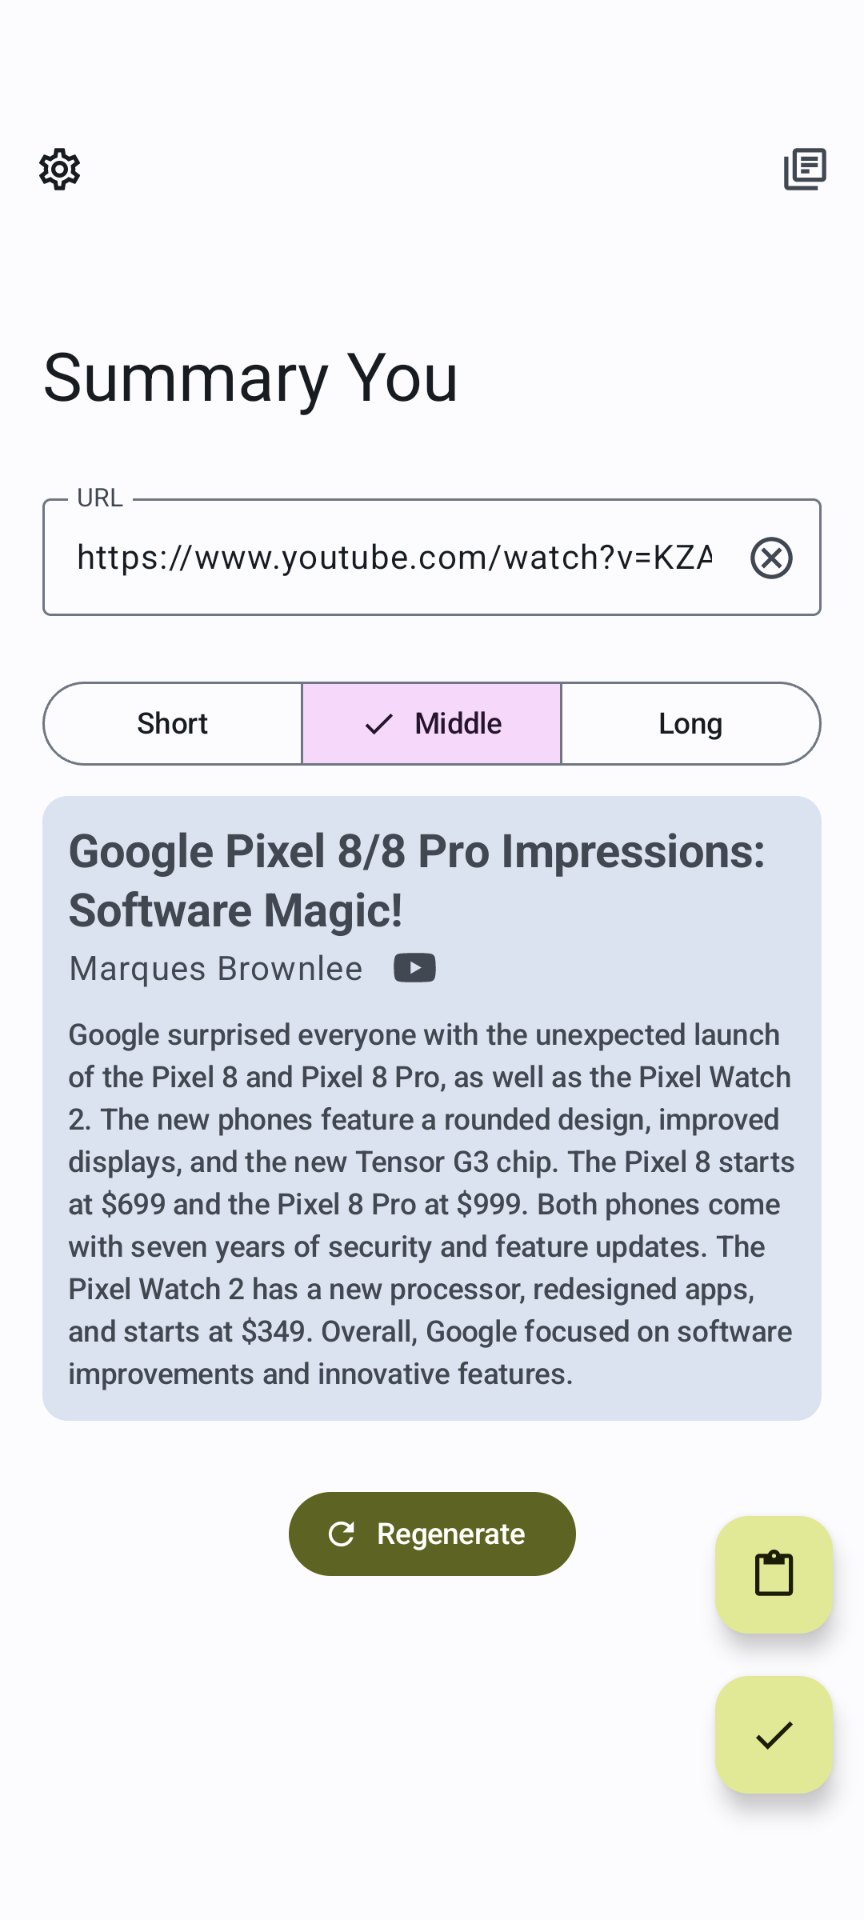 Summary You
URL
https://www.youtube.com/watch?v=KZA
Short
Middle
Long
Google Pixel 8/8 Pro Impressions:
Software Magic!
Marques Brownlee
Google surprised everyone with the unexpected launch
of the Pixel 8 and Pixel 8 Pro, as well as the Pixel Watch
2. The new phones feature a rounded design, improved
displays, and the new Tensor G3 chip. The Pixel 8 starts
at $699 and the Pixel 8 Pro at $999. Both phones come
with seven years of security and feature updates. The
Pixel Watch 2 has a new processor, redesigned apps,
and starts at $349. Overall, Google focused on software
improvements and innovative features.
Regenerate